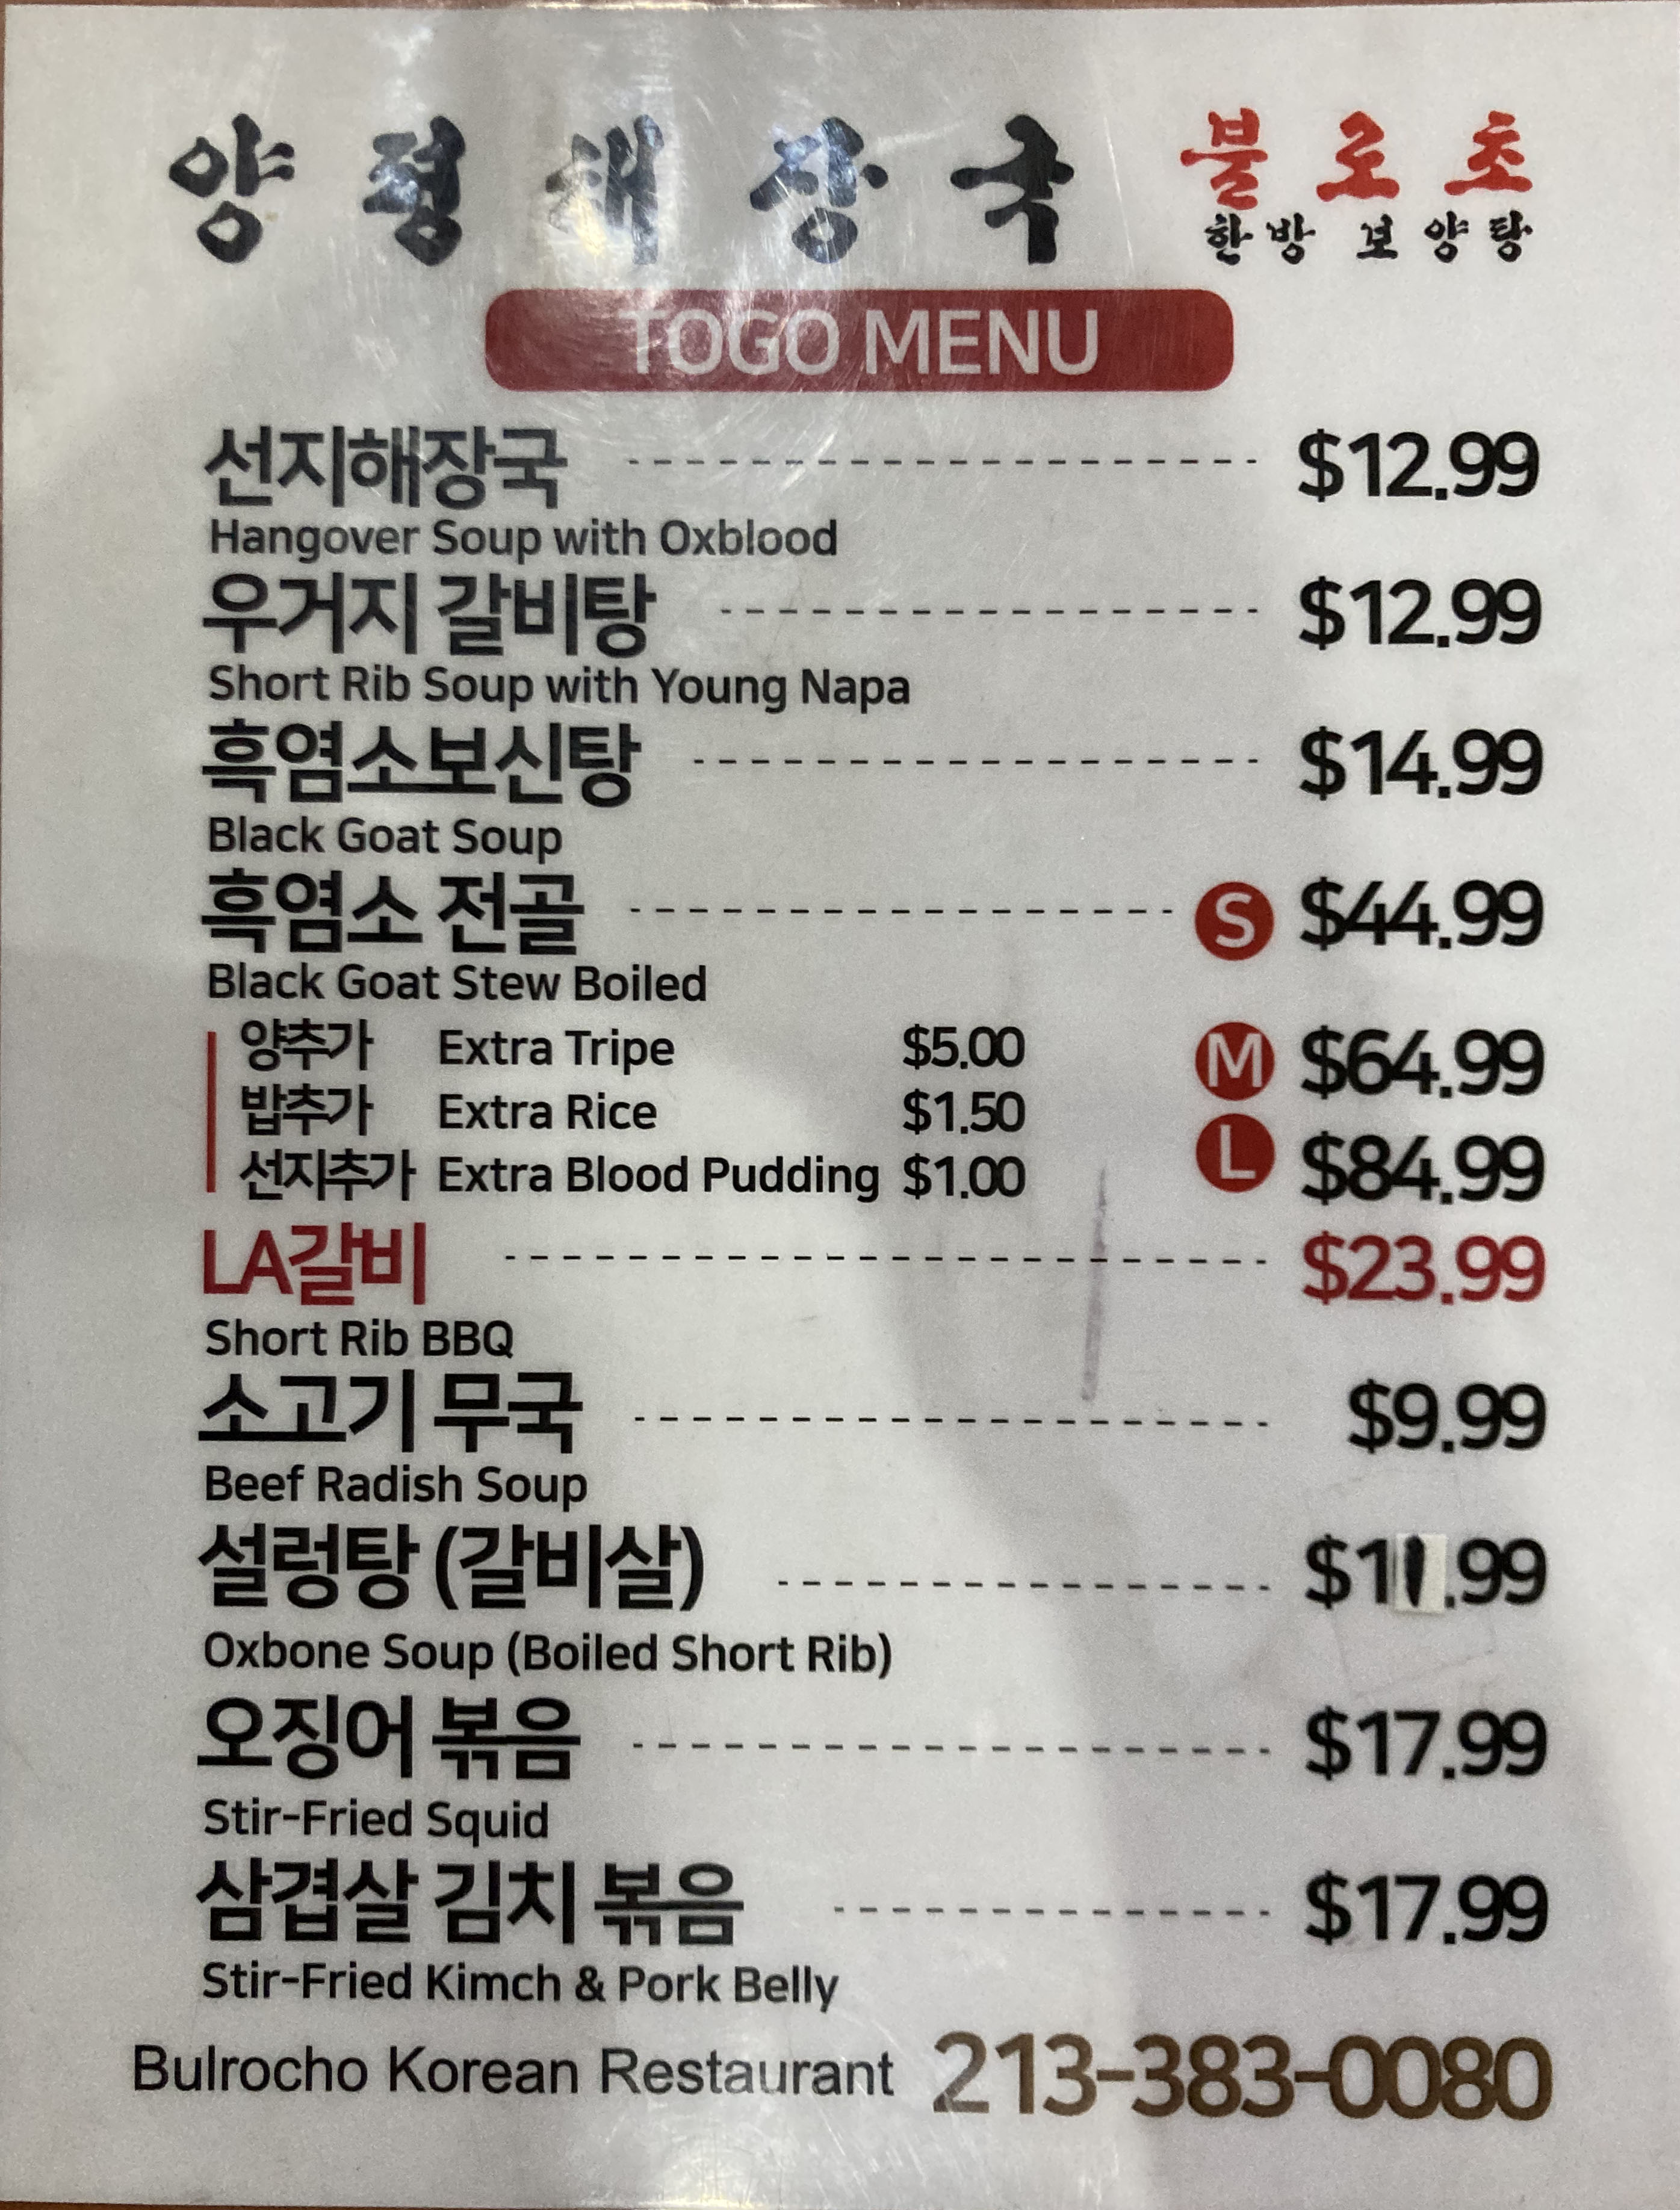 양평해장국 불로초
한방 보양탕
TOGO MENU
선지해장국 $12.99
Hangover Soup with Oxblood
우거지 갈비탕 $12.99
Short Rib Soup with Young Napa
흑염소보신탕 $14.99
Black Goat Soup
흑염소 전골 S $44.99
Black Goat Stew Boiled
양추가 Extra Tripe $5.00 M $64.99
밥추가 Extra Rice $1.50
선지추가 Extra Blood Pudding $1.00 L $84.99
LA갈비 $23.99
Short Rib BBQ
소고기 무국 $9.99
Beef Radish Soup
설렁탕 (갈비살) $11.99
Oxbone Soup (Boiled Short Rib)
오징어 볶음 $17.99
Stir-Fried Squid
삼겹살 김치 볶음 $17.99
Stir-Fried Kimch & Pork Belly
Bulrocho Korean Restaurant 213-383-0080